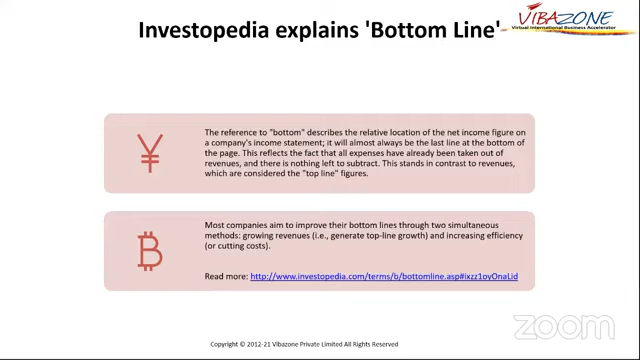 Investopedia explains 'Bottom Line'
VIBAZONE
Virtual International Business Accelerator
¥
The reference to "bottom" describes the relative location of the net income figure on
a company's income statement; it will almost always be the last line at the bottom of
the page. This reflects the fact that all expenses have already been taken out of
revenues, and there is nothing left to subtract. This stands in contrast to revenues,
which are considered the "top line" figures.
₿
Most companies aim to improve their bottom lines through two simultaneous
methods: growing revenues (i.e., generate top-line growth) and increasing efficiency
(or cutting costs).
Read more: http://www.investopedia.com/terms/b/bottomline.asp#ixzz1oyOnaLid
Copyright © 2012-21 Vibazone Private Limited All Rights Reserved
zoom